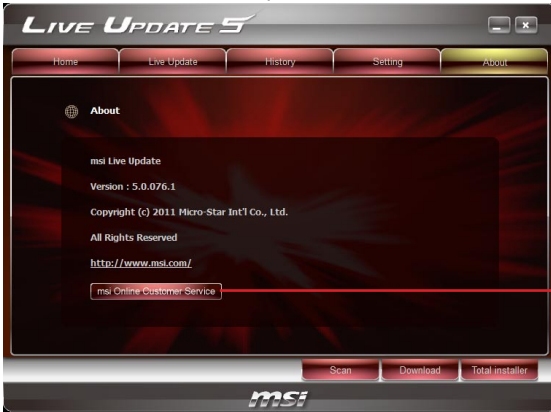 LIVE UPDATE 5
Home
Live Update
History
Setting
About
About
msi Live Update
Version : 5.0.076.1
Copyright (c) 2011 Micro-Star Int'l Co., Ltd.
All Rights Reserved
http://www.msi.com/
msi Online Customer Service
Scan
Download
Total installer
msi